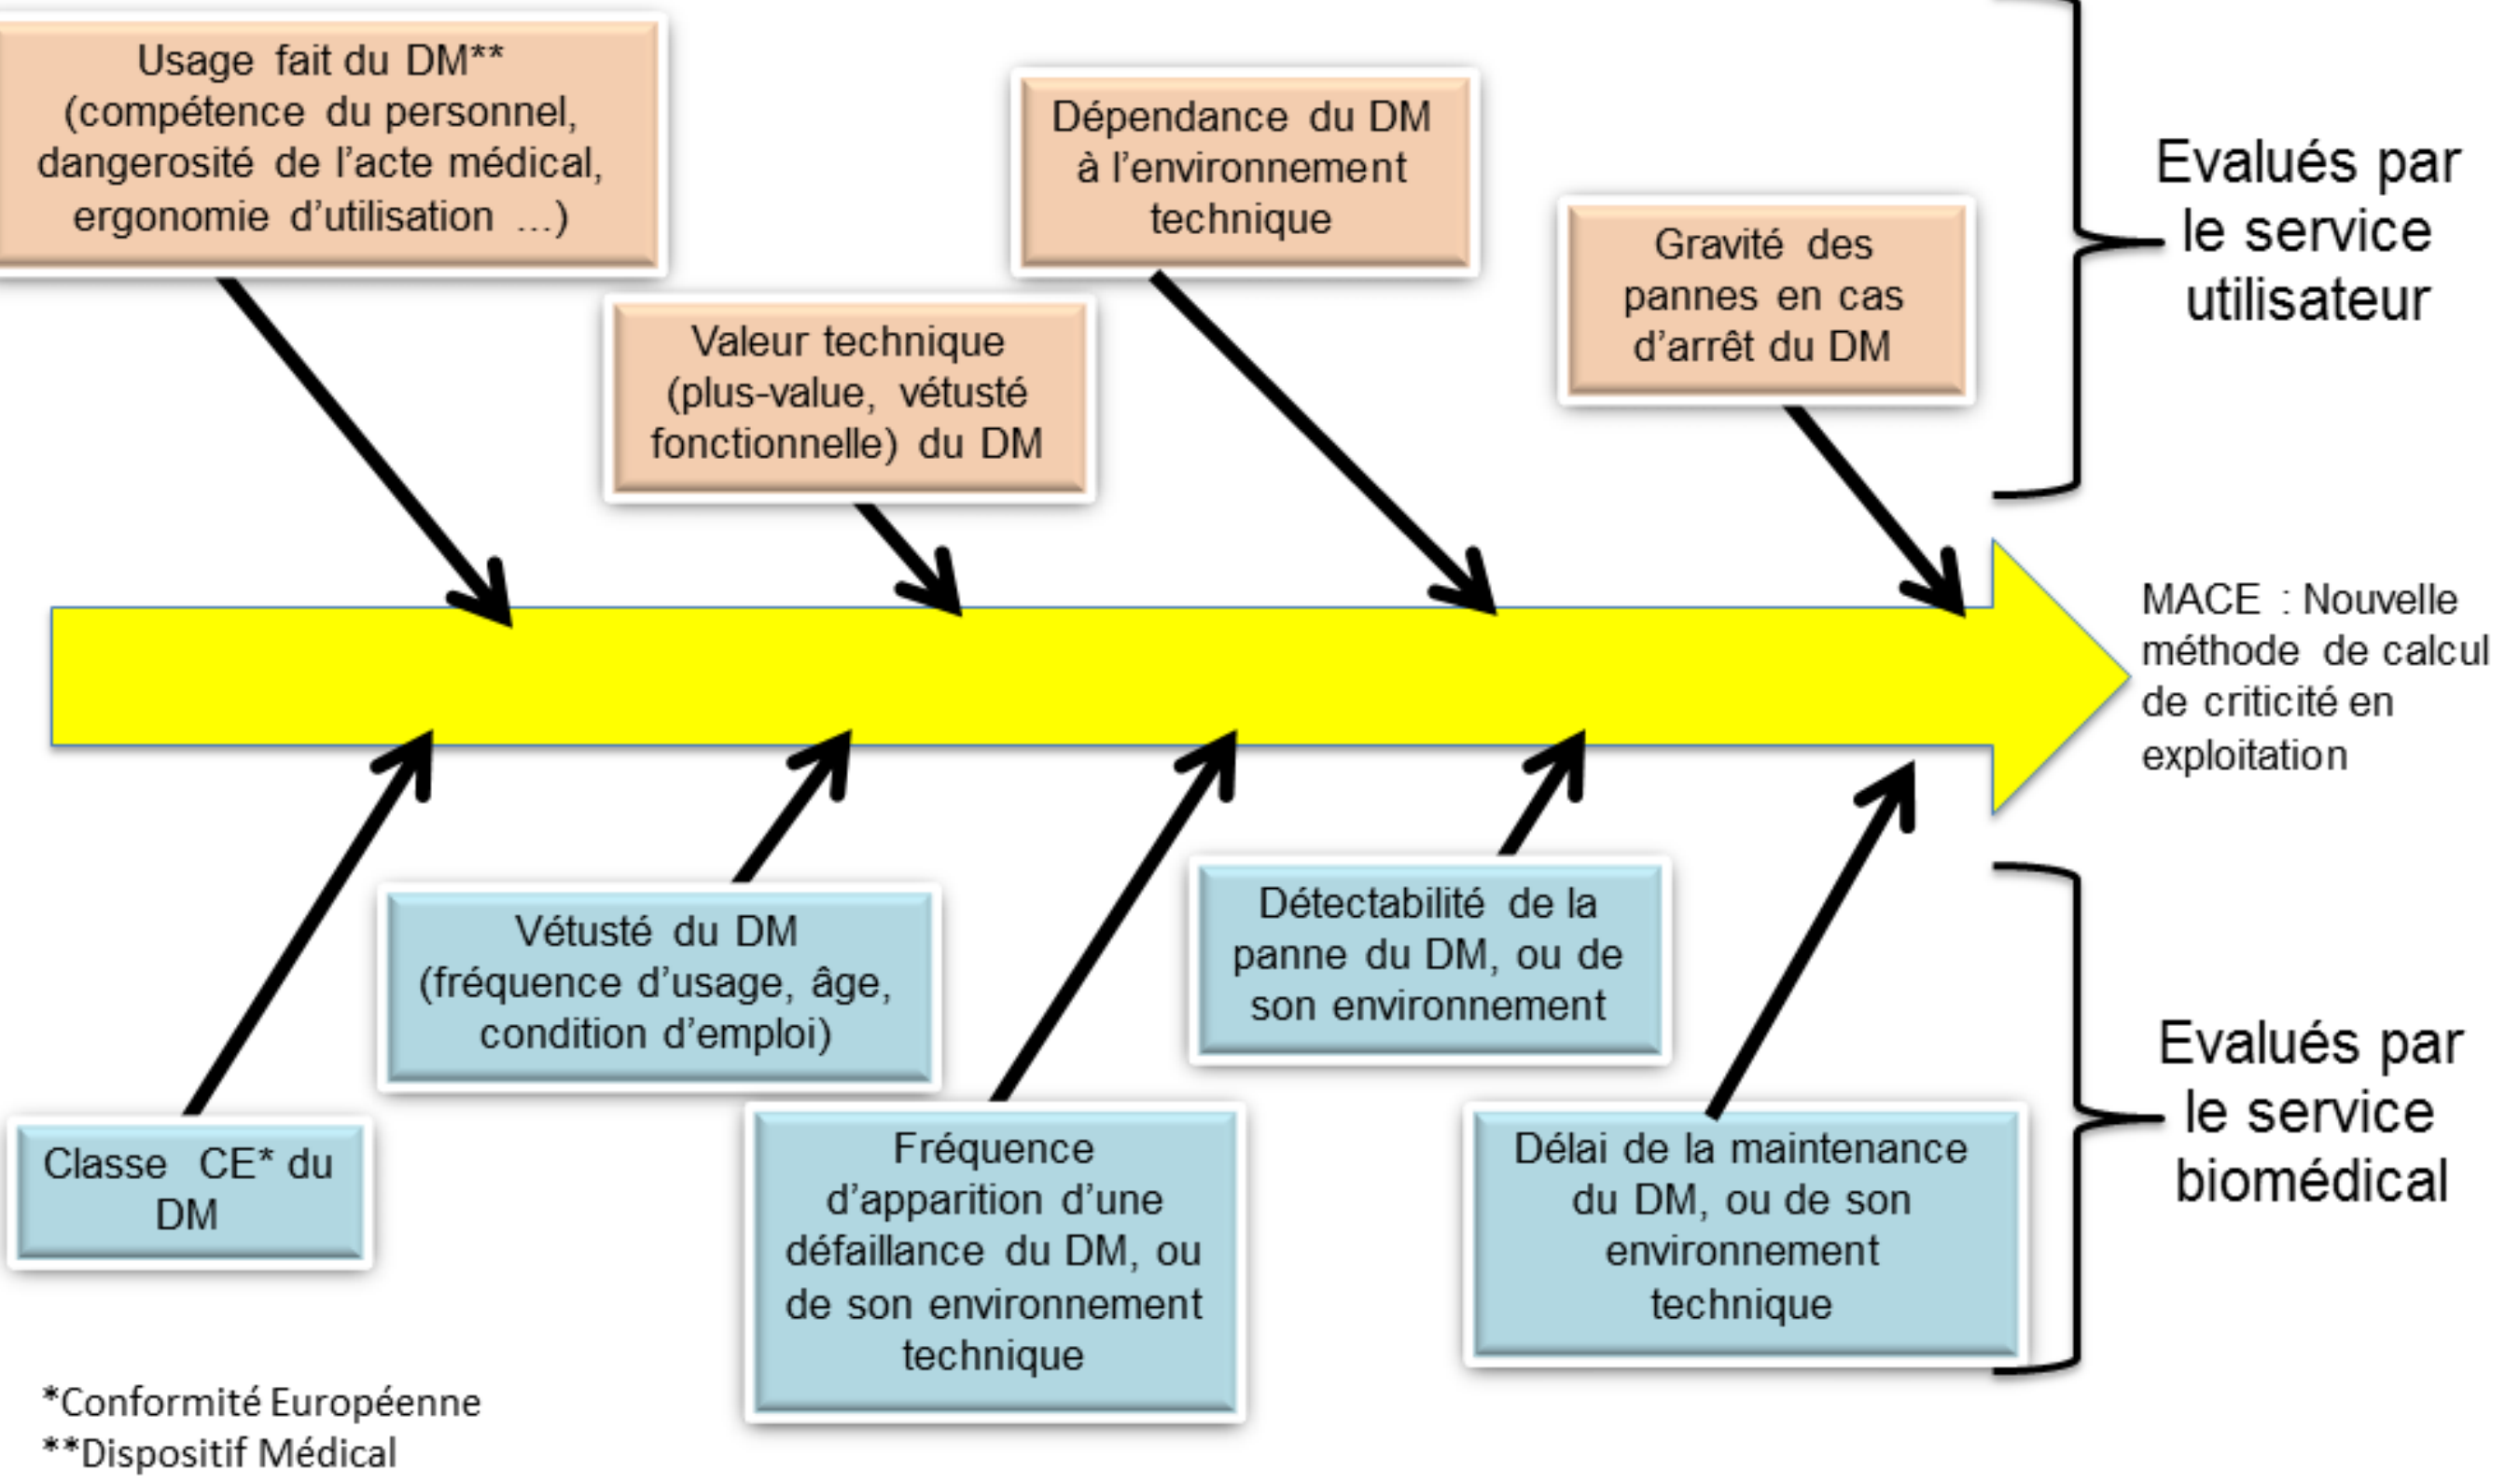 Usage fait du DM**
(compétence du personnel,
dangerosité de l'acte médical,
ergonomie d'utilisation ...)
Valeur technique
(plus-value, vétusté
fonctionnelle) du DM
Dépendance du DM
à l'environnement
technique
Gravité des
pannes en cas
d'arrêt du DM
Evalués par
le service
utilisateur
MACE : Nouvelle
méthode de calcul
de criticité en
exploitation
Classe CE* du
DM
Vétusté du DM
(fréquence d'usage, âge,
condition d'emploi)
Fréquence
d'apparition d'une
défaillance du DM, ou
de son environnement
technique
Détectabilité de la
panne du DM, ou de
son environnement
Délai de la maintenance
du DM, ou de son
environnement
technique
Evalués par
le service
biomédical
*Conformité Européenne
**Dispositif Médical